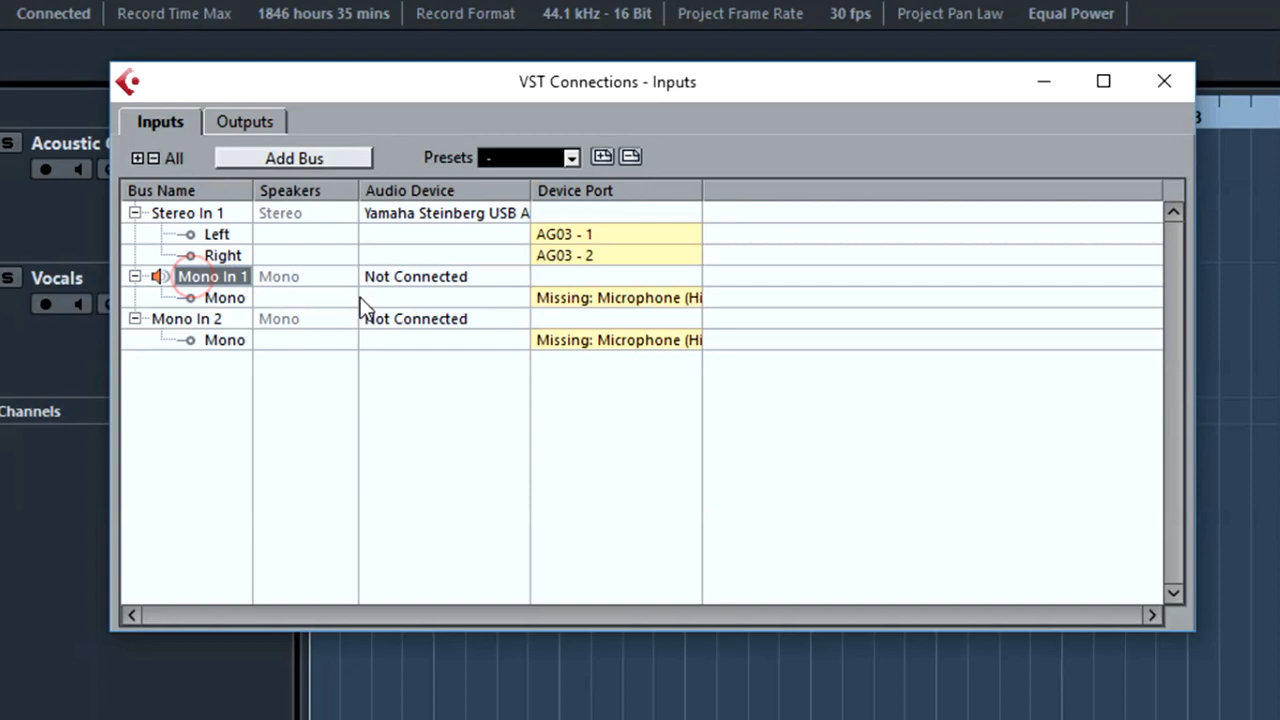 Connected Record Time Max 1846 hours 35 mins Record Format 44.1 kHz - 16 Bit Project Frame Rate 30 fps Project Pan Law Equal Power
VST Connections - Inputs
Inputs Outputs
All Add Bus Presets -
Bus Name Speakers Audio Device Device Port
Stereo In 1 Stereo Yamaha Steinberg USB A
Left AG03 - 1
Right AG03 - 2
Mono In 1 Mono Not Connected
Mono Missing: Microphone (Hi
Mono In 2 Mono Not Connected
Mono Missing: Microphone (Hi
S Acoustic
S Vocals
Channels
3